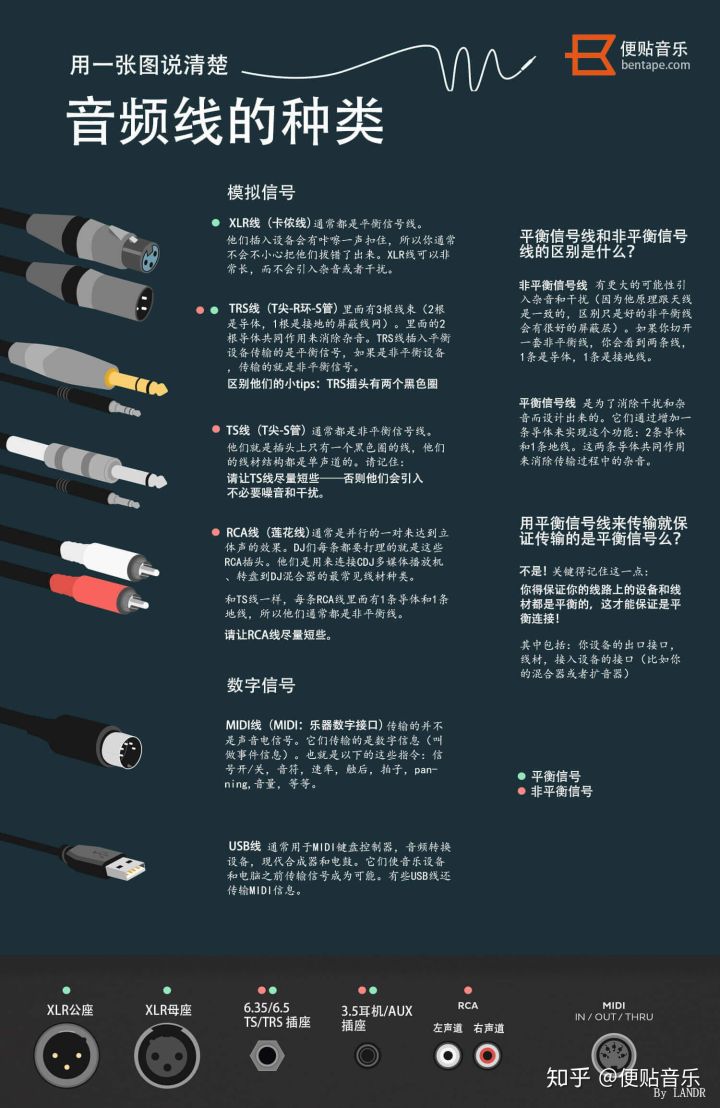 用一张图说清楚
音频线的种类
便贴音乐
bentape.com
模拟信号
XLR线（卡侬线）通常都是平衡信号线。
他们插入设备会有咔嚓一声扣住，所以你通常
不会不小心把他们拔错了出来。XLR线可以非
常长，而不会引入杂音或者干扰。
TRS线（T尖-R环-S管）里面有3根线束（2根
是导体，1根是接地的屏蔽线网）。里面的2
根导体共同作用来消除杂音。TRS线插入平衡
设备传输的是平衡信号，如果是非平衡设备
，传输的就是非平衡信号。
区别他们的小tips：TRS插头有两个黑色圈
TS线（T尖-S管）通常都是非平衡信号线。
他们就是插头上只有一个黑色圈的线，他们
的线材结构都是单声道的。请记住：
请让TS线尽量短些——否则他们会引入
不必要噪音和干扰。
RCA线（莲花线）通常是并行的一对来达到立
体声的效果。DJ们每条都要打理的就是这些
RCA插头。他们是用来连接CDJ多媒体播放机
、转盘到DJ混合器的最常见线材种类。
和TS线一样，每条RCA线里面有1条导体和1条
地线，所以他们通常都是非平衡线。
请让RCA线尽量短些。
数字信号
MIDI线（MIDI：乐器数字接口）传输的并不
是声音电信号。它们传输的是数字信息（叫
做事件信息）。也就是以下的这些指令：信
号开/关，音符，速率，触后，拍子，pan-
ning,音量，等等。
USB线 通常用于MIDI键盘控制器，音频转换
设备，现代合成器和电鼓。它们使音乐设备
和电脑之前传输信号成为可能。有些USB线还
传输MIDI信息。
平衡信号线和非平衡信号
线的区别是什么？
非平衡信号线 有更大的可能性引
入杂音和干扰（因为他原理跟天线
是一致的，区别只是好的非平衡线
会有很好的屏蔽层）。如果你切开
一套非平衡线，你会看到两条线，
1条是导体，1条是接地线。
平衡信号线 是为了消除干扰和杂
音而设计出来的。它们通过增加一
条导体来实现这个功能：2条导体
和1条地线。这两条导体共同作用
来消除传输过程中的杂音。
用平衡信号线来传输就保
证传输的是平衡信号么？
不是！关键得记住这一点：
你得保证你的线路上的设备和线
材都是平衡的，这才能保证是平
衡连接！
其中包括：你设备的出口接口，
线材，接入设备的接口（比如你
的混合器或者扩音器）
平衡信号
非平衡信号
XLR公座
XLR母座
6.35/6.5
TS/TRS 插座
3.5耳机/AUX
插座
RCA
左声道 右声道
MIDI
IN / OUT / THRU
知乎 @便贴音乐
By LANDR